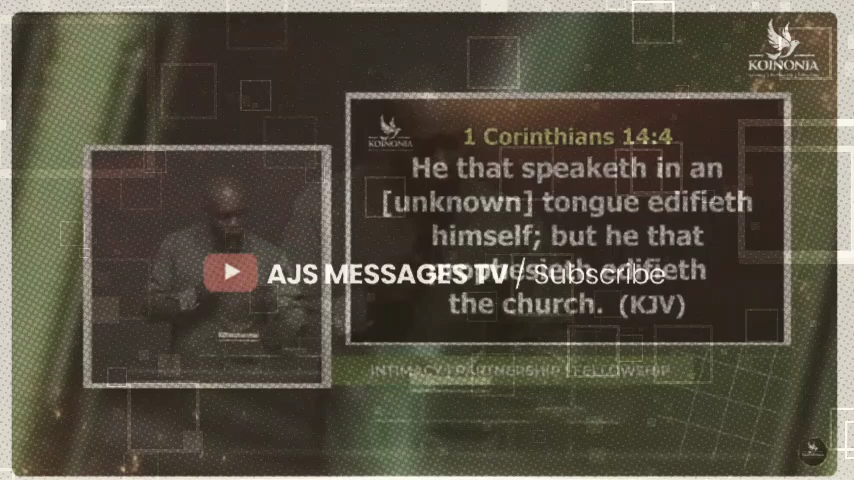 KOINONIA
KOINONIA
1 Corinthians 14:4
He that speaketh in an
[unknown] tongue edifieth
himself; but he that
prophesieth edifieth
the church. (KJV)
AJS MESSAGES TV / Subscribe
INTIMACY | PARTNERSHIP | FELLOWSHIP